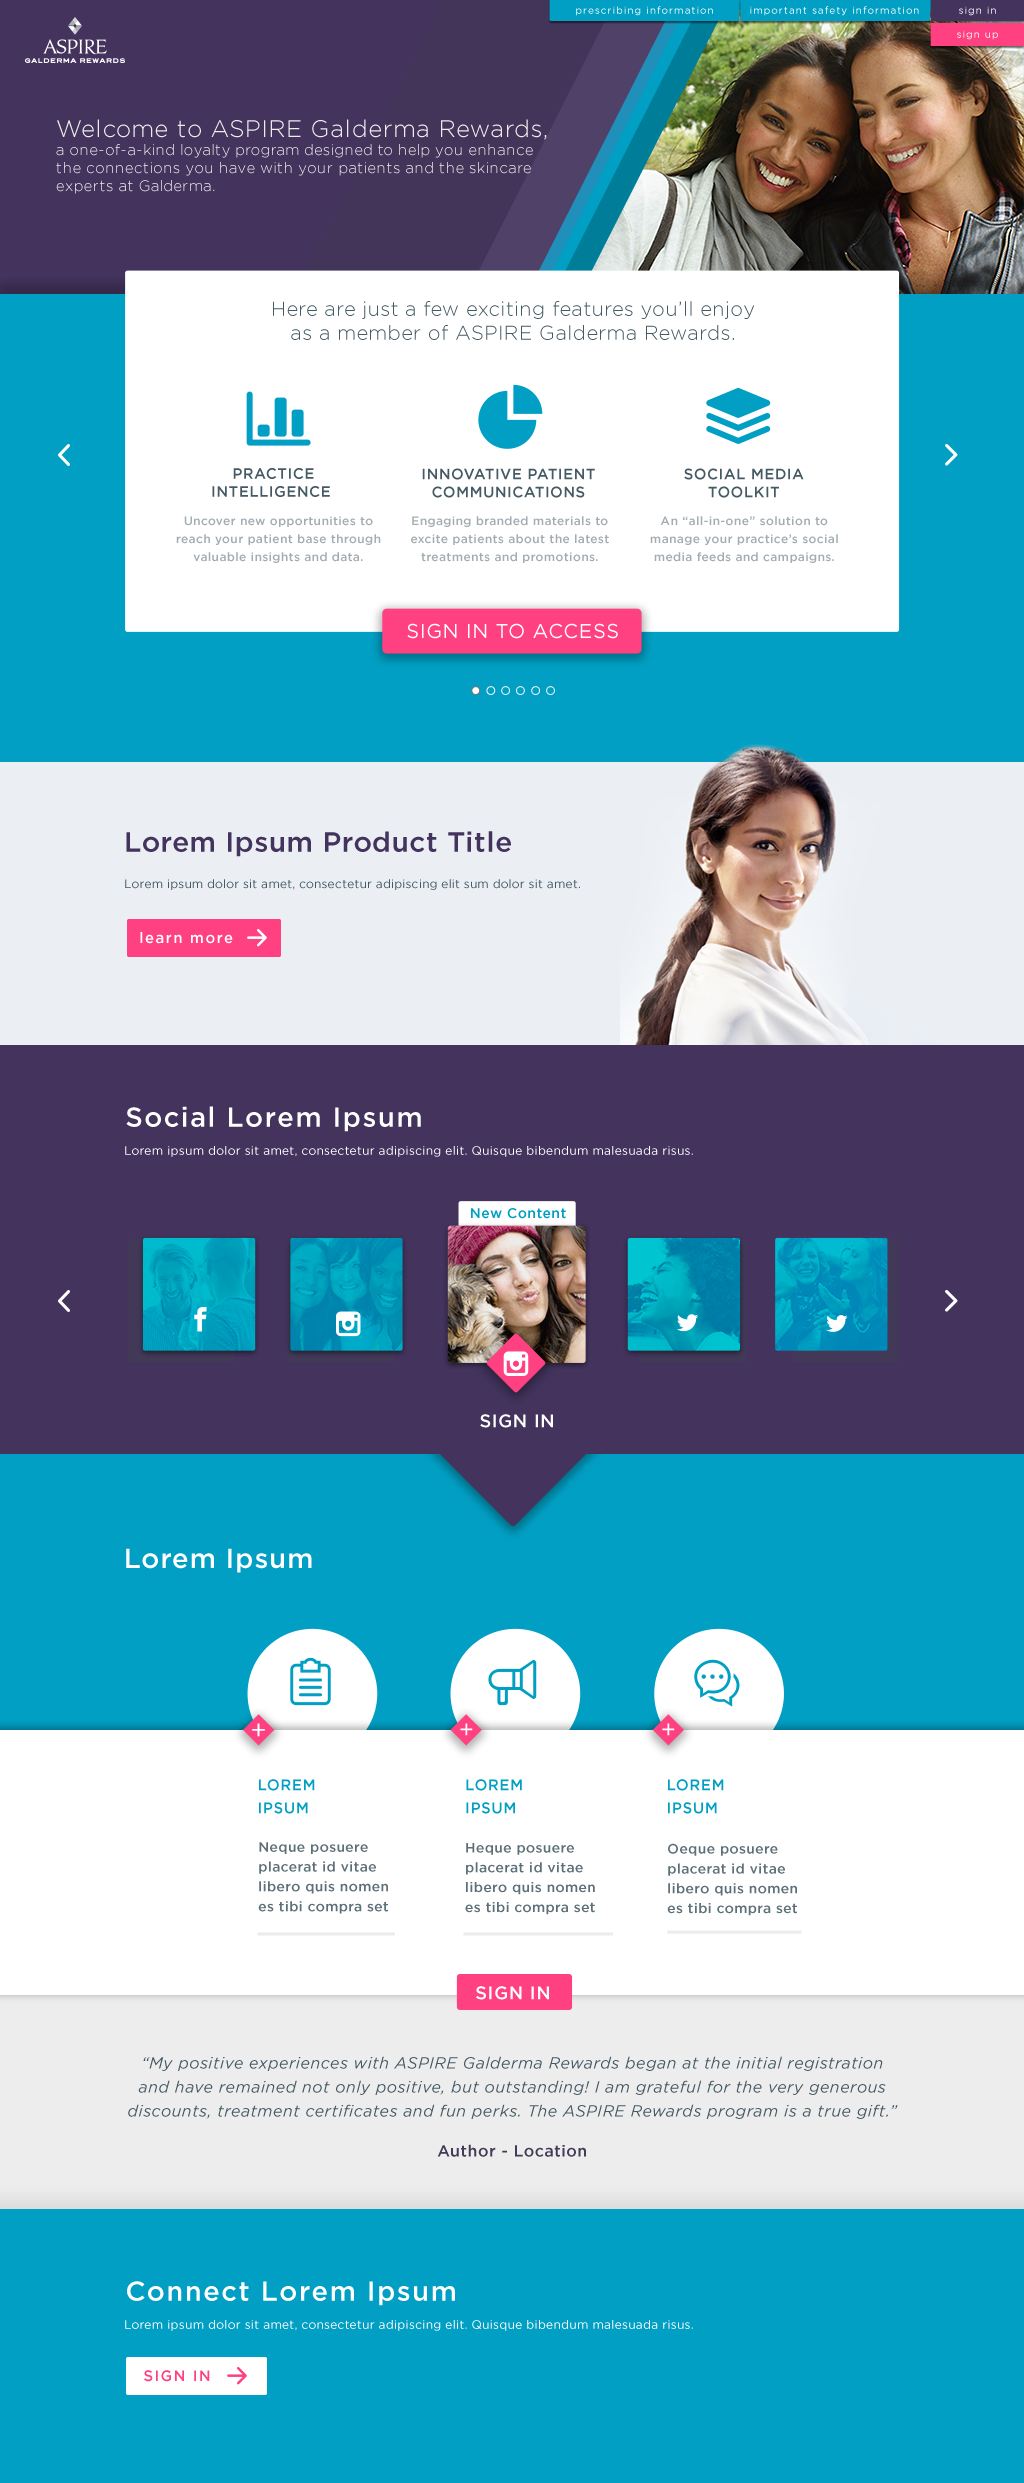 prescribing information
important safety information
sign in
sign up
ASPIRE
GALDERMA REWARDS
Welcome to ASPIRE Galderma Rewards,
a one-of-a-kind loyalty program designed to help you enhance
the connections you have with your patients and the skincare
experts at Galderma.
Here are just a few exciting features you'll enjoy
as a member of ASPIRE Galderma Rewards.
PRACTICE
INTELLIGENCE
Uncover new opportunities to
reach your patient base through
valuable insights and data.
INNOVATIVE PATIENT
COMMUNICATIONS
Engaging branded materials to
excite patients about the latest
treatments and promotions.
SOCIAL MEDIA
TOOLKIT
An “all-in-one” solution to
manage your practice's social
media feeds and campaigns.
SIGN IN TO ACCESS
Lorem Ipsum Product Title
Lorem ipsum dolor sit amet, consectetur adipiscing elit sum dolor sit amet.
learn more
Social Lorem Ipsum
Lorem ipsum dolor sit amet, consectetur adipiscing elit. Quisque bibendum malesuada risus.
New Content
SIGN IN
Lorem Ipsum
LOREM
IPSUM
Neque posuere
placerat id vitae
libero quis nomen
es tibi compra set
LOREM
IPSUM
Heque posuere
placerat id vitae
libero quis nomen
es tibi compra set
LOREM
IPSUM
Oeque posuere
placerat id vitae
libero quis nomen
es tibi compra set
SIGN IN
“My positive experiences with ASPIRE Galderma Rewards began at the initial registration
and have remained not only positive, but outstanding! I am grateful for the very generous
discounts, treatment certificates and fun perks. The ASPIRE Rewards program is a true gift.”
Author - Location
Connect Lorem Ipsum
Lorem ipsum dolor sit amet, consectetur adipiscing elit. Quisque bibendum malesuada risus.
SIGN IN